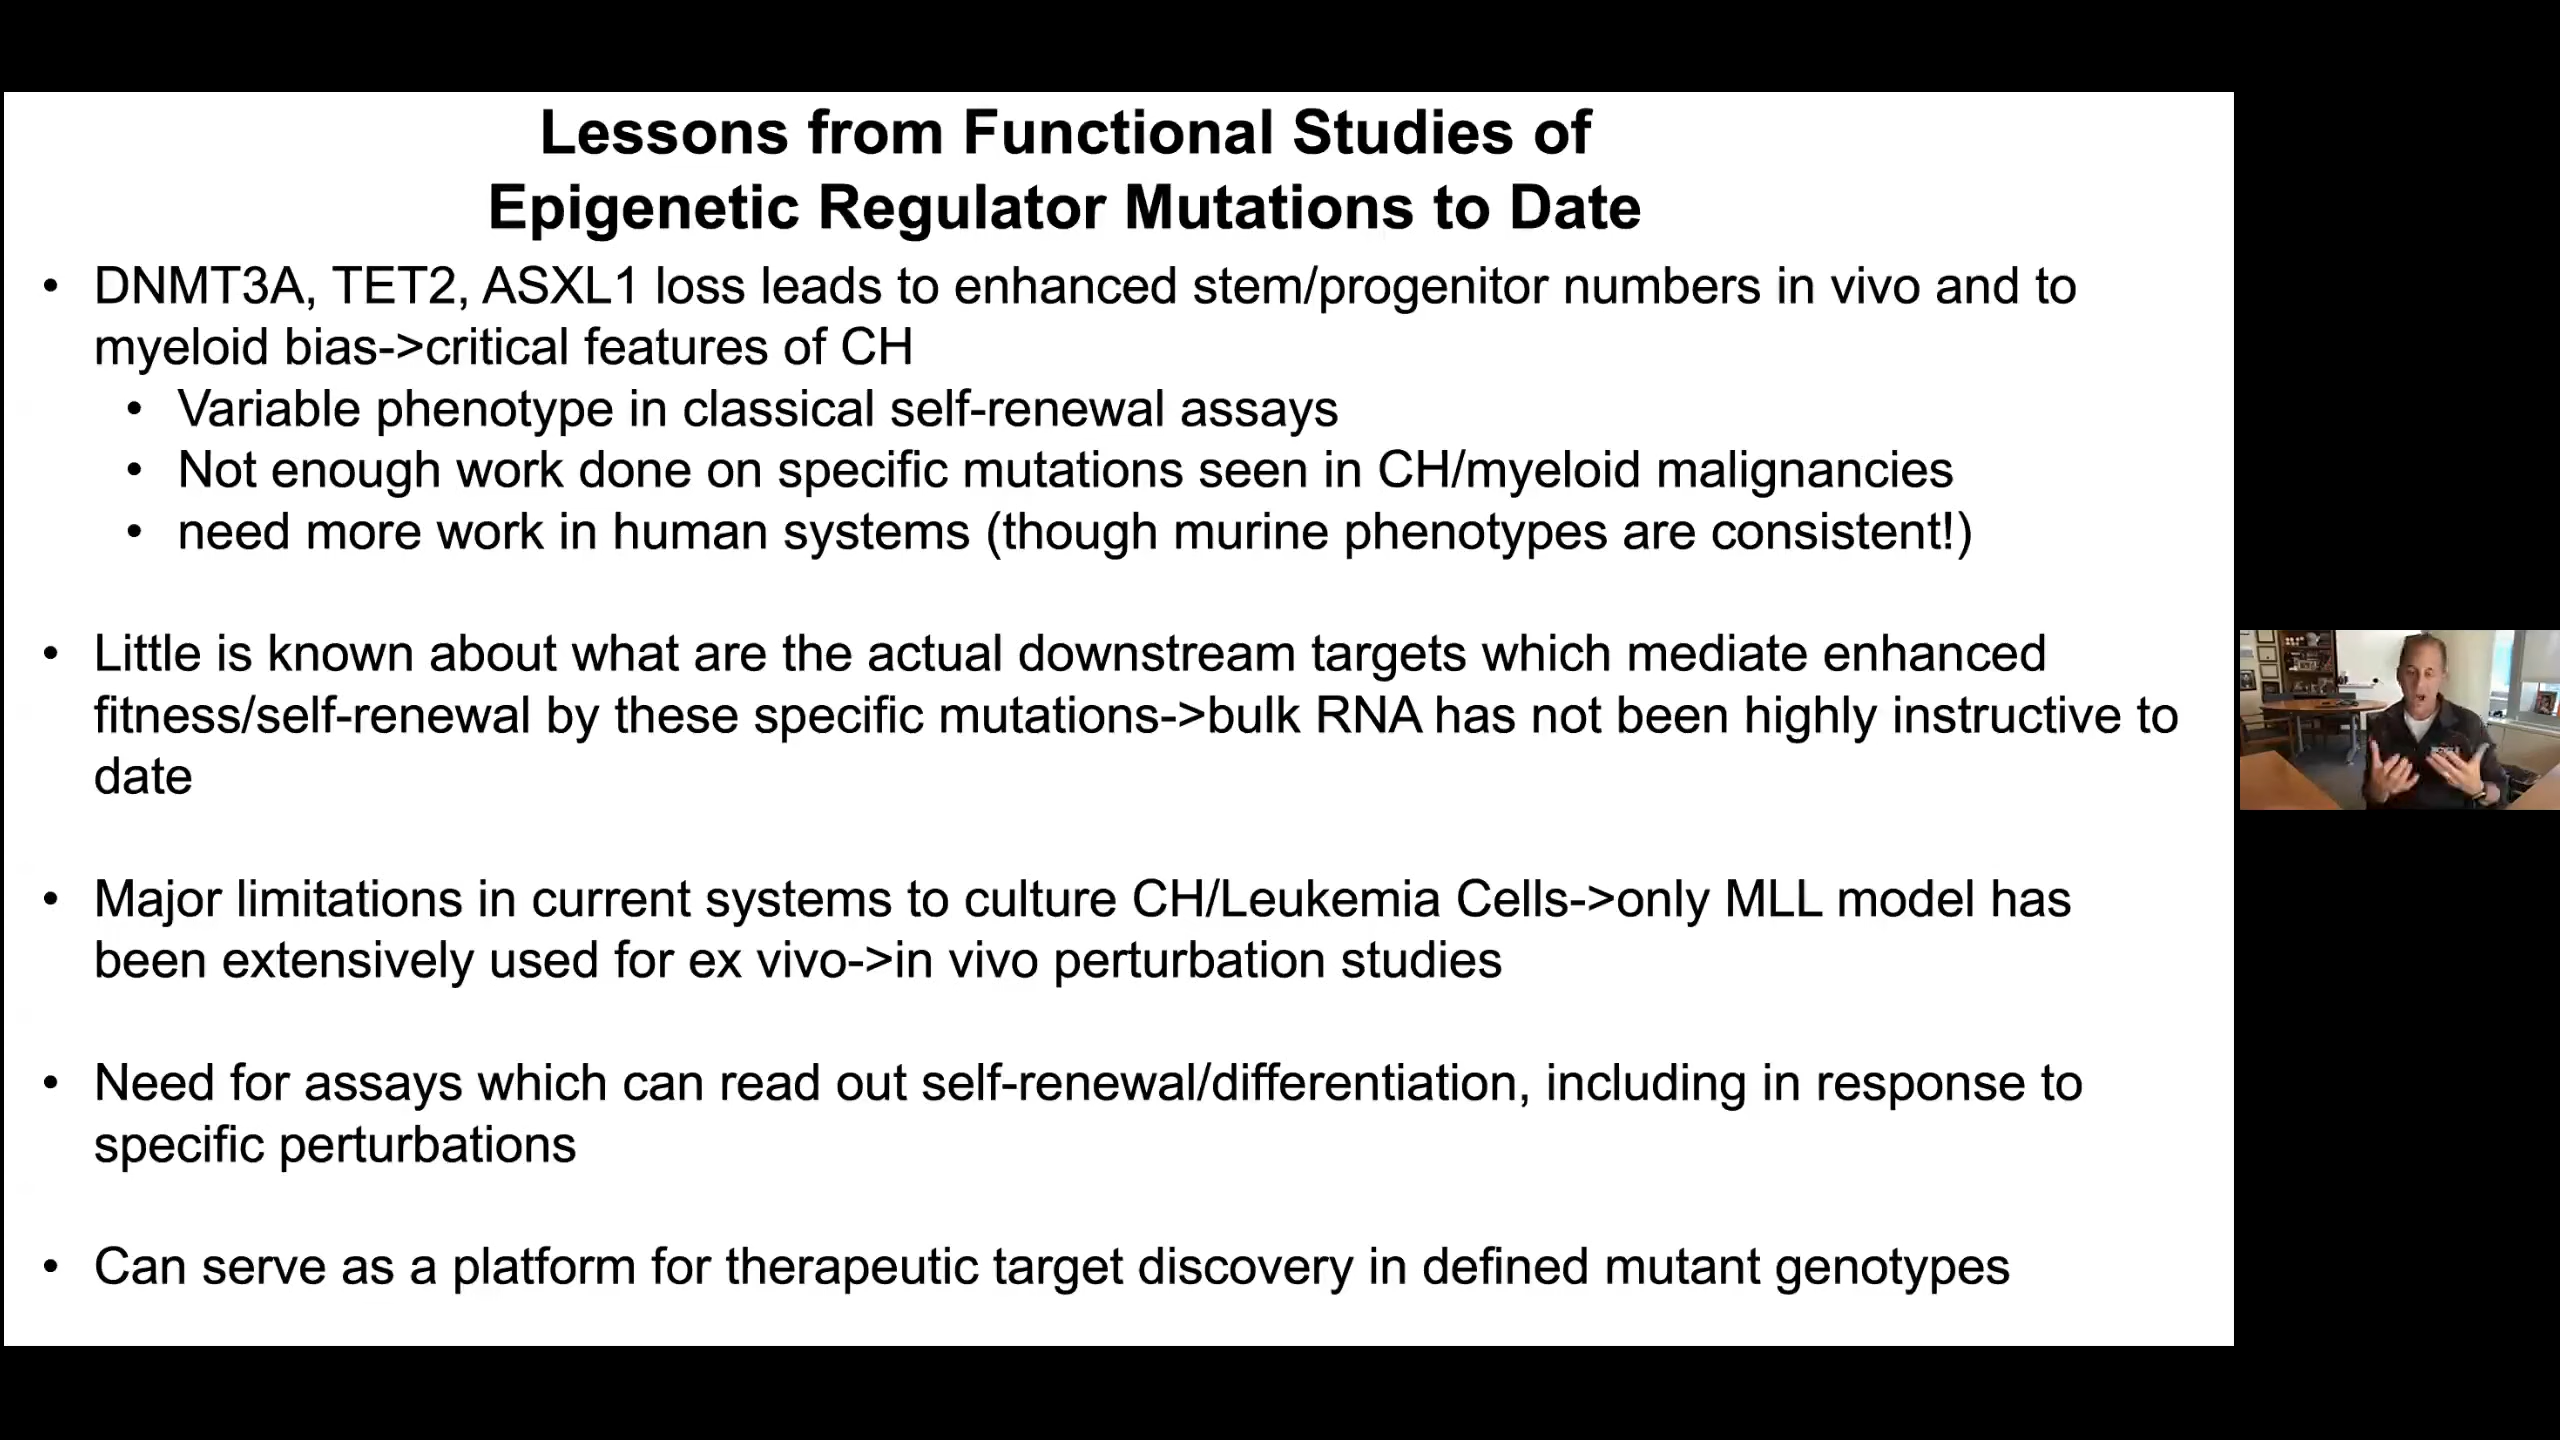 Lessons from Functional Studies of
Epigenetic Regulator Mutations to Date
• DNMT3A, TET2, ASXL1 loss leads to enhanced stem/progenitor numbers in vivo and to
myeloid bias->critical features of CH
• Variable phenotype in classical self-renewal assays
• Not enough work done on specific mutations seen in CH/myeloid malignancies
• need more work in human systems (though murine phenotypes are consistent!)
• Little is known about what are the actual downstream targets which mediate enhanced
fitness/self-renewal by these specific mutations->bulk RNA has not been highly instructive to
date
• Major limitations in current systems to culture CH/Leukemia Cells->only MLL model has
been extensively used for ex vivo->in vivo perturbation studies
• Need for assays which can read out self-renewal/differentiation, including in response to
specific perturbations
• Can serve as a platform for therapeutic target discovery in defined mutant genotypes